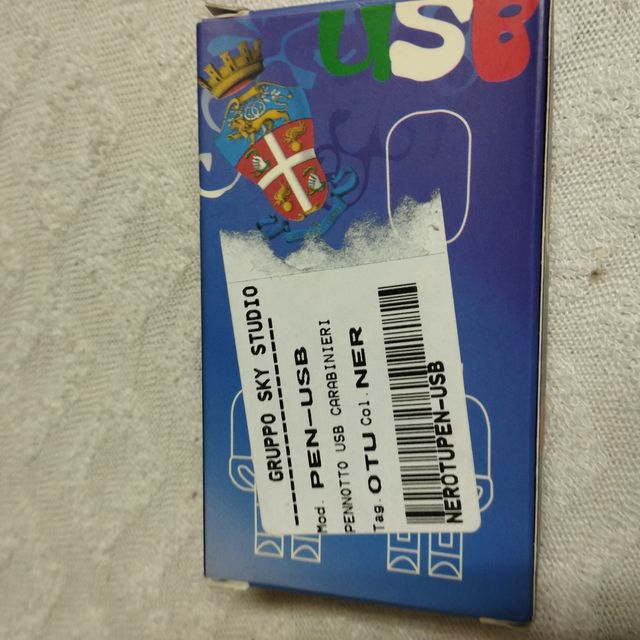 USB
GRUPPO SKY STUDIO
Mod. PEN-USB
PENNOTTO USB CARABINIERI
Tag. OTU Col. NER
NEROTUPEN-USB